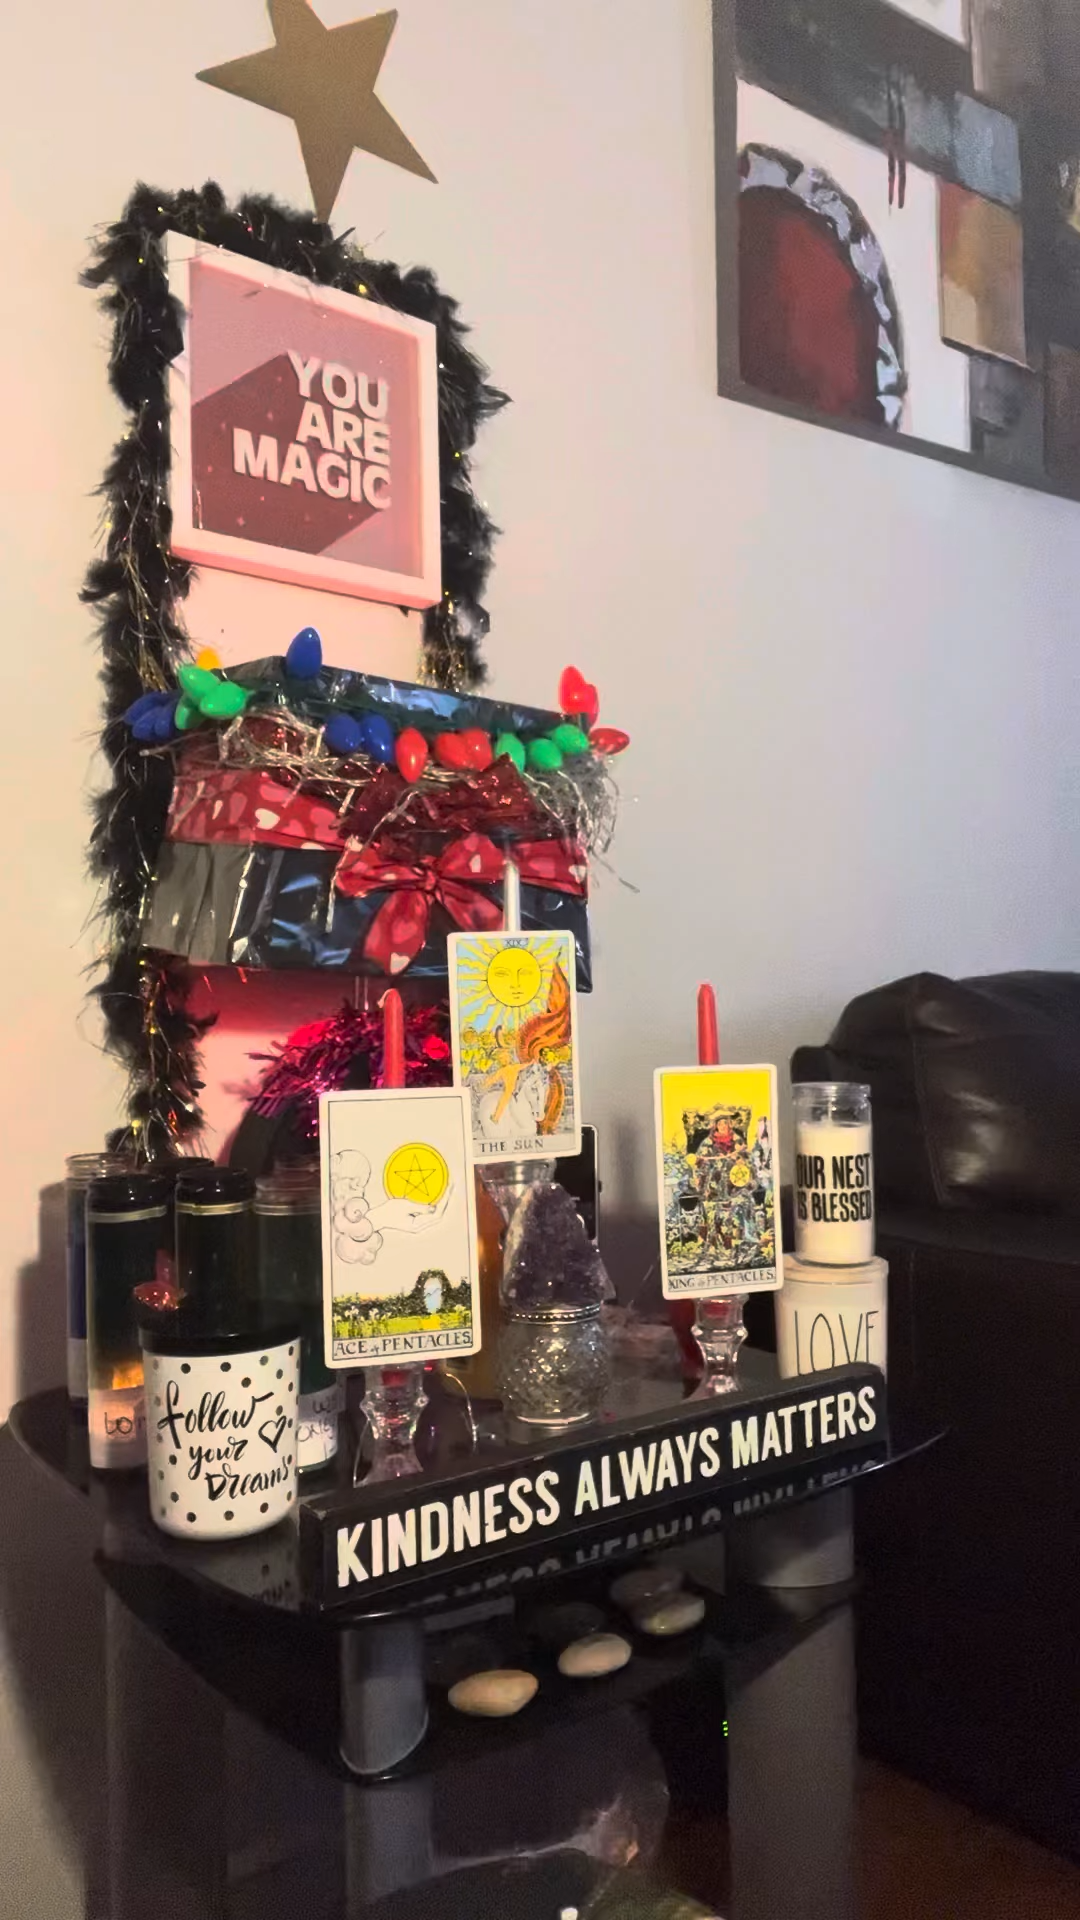 YOU
ARE
MAGIC
XIX
THE SUN
ACE of PENTACLES
KING of PENTACLES
OUR NEST
IS BLESSED
LOVE
follow
your
Dreams
KINDNESS ALWAYS MATTERS